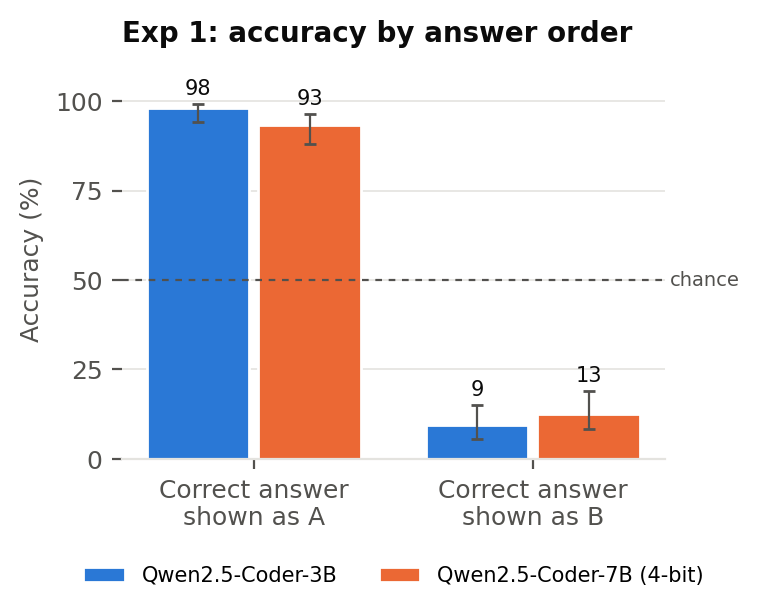 Exp 1: accuracy by answer order
Accuracy (%)
100
75
50
25
0
98
93
9
13
chance
Correct answer
shown as A
Correct answer
shown as B
Qwen2.5-Coder-3B
Qwen2.5-Coder-7B (4-bit)